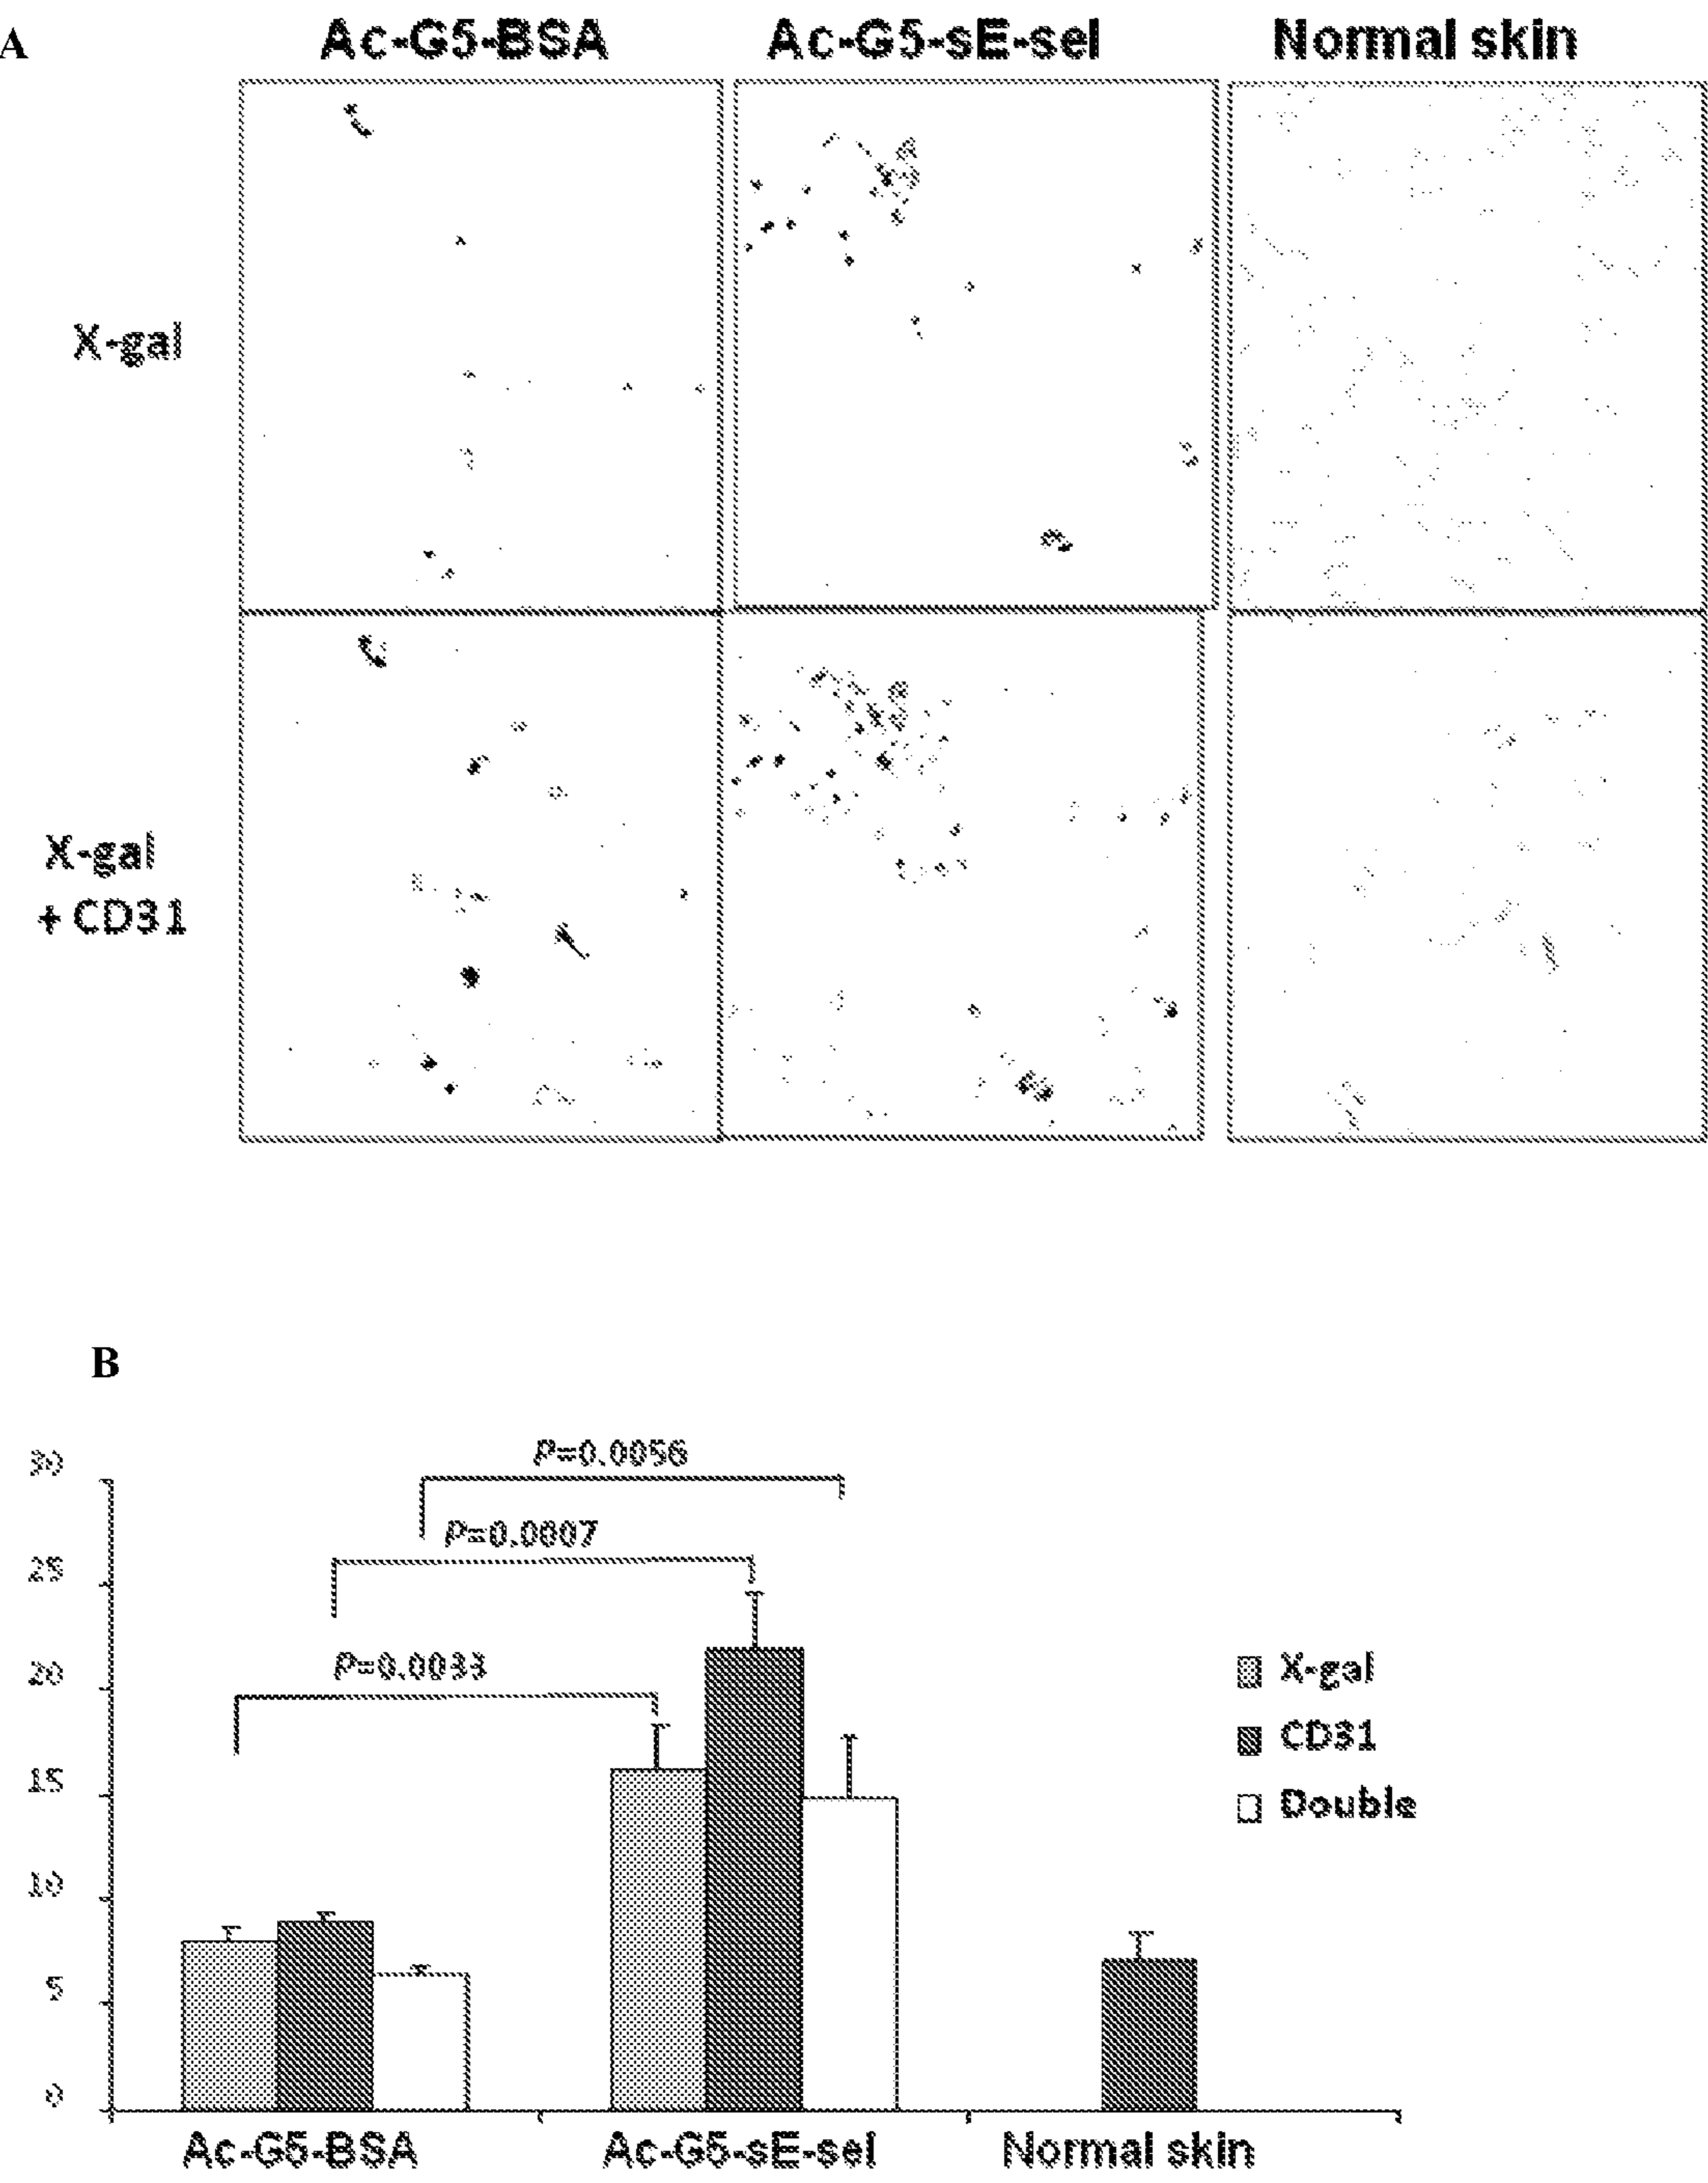 A
Ac-G5-BSA
Ac-G5-sE-sel
Normal skin
X-gal
X-gal
+ CD31
B
30
25
20
15
10
5
0
P=0.0056
P=0.0007
P=0.0033
X-gal
CD31
Double
Ac-G5-BSA
Ac-G5-sE-sel
Normal skin